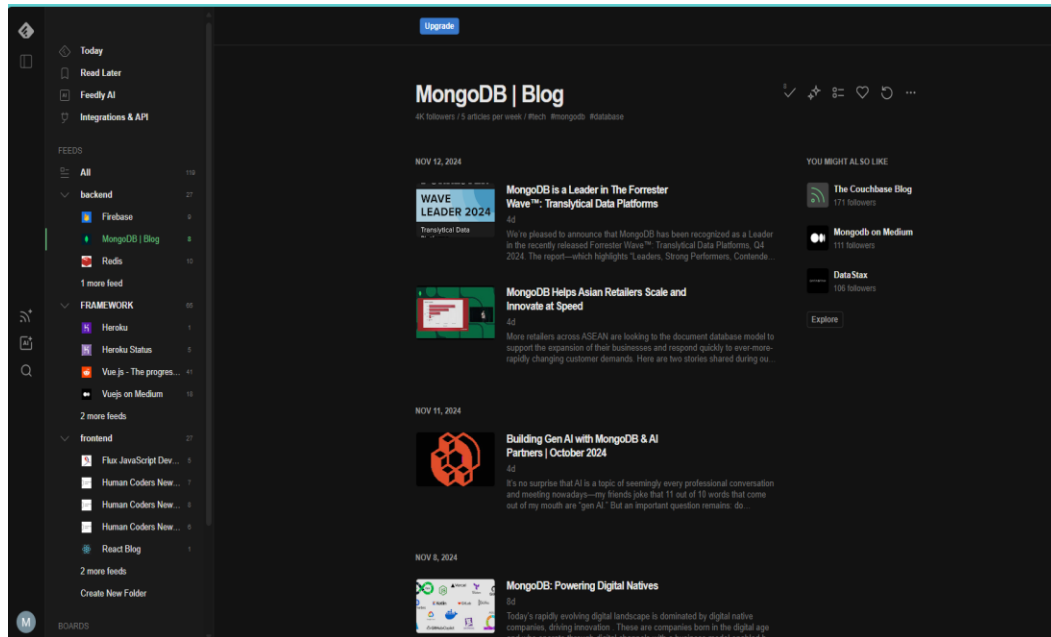 Upgrade
Today
Read Later
Feedly AI
Integrations & API
FEEDS
All
backend 27
Firebase 9
MongoDB | Blog 8
Redis 10
1 more feed
FRAMEWORK
Heroku 1
Heroku Status 5
Vue.js - The progres... 41
Vuejs on Medium
2 more feeds
frontend 27
Flux JavaScript Dev...
Human Coders New... 7
Human Coders New...
Human Coders New...
React Blog 1
2 more feeds
Create New Folder
BOARDS
M
MongoDB | Blog
4K followers / 5 articles per week / #tech #mongodb #database
NOV 12, 2024
WAVE
LEADER 2024
Translytical Data
MongoDB is a Leader in The Forrester
Wave™: Translytical Data Platforms
4d
We're pleased to announce that MongoDB has been recognized as a Leader
in the recently released Forrester Wave™: Translytical Data Platforms, Q4
2024. The report—which highlights "Leaders, Strong Performers, Contende...
MongoDB Helps Asian Retailers Scale and
Innovate at Speed
4d
More retailers across ASEAN are looking to the document database model to
support the expansion of their businesses and respond quickly to ever-more-
rapidly changing customer demands. Here are two stories shared during ou...
NOV 11, 2024
Building Gen AI with MongoDB & AI
Partners | October 2024
4d
It's no surprise that AI is a topic of seemingly every professional conversation
and meeting nowadays—my friends joke that 11 out of 10 words that come
out of my mouth are "gen AI." But an important question remains: do...
NOV 8, 2024
MongoDB: Powering Digital Natives
8d
Today's rapidly evolving digital landscape is dominated by digital native
companies, driving innovation . These are companies born in the digital age
YOU MIGHT ALSO LIKE
The Couchbase Blog
171 followers
Mongodb on Medium
111 followers
DataStax
106 followers
Explore